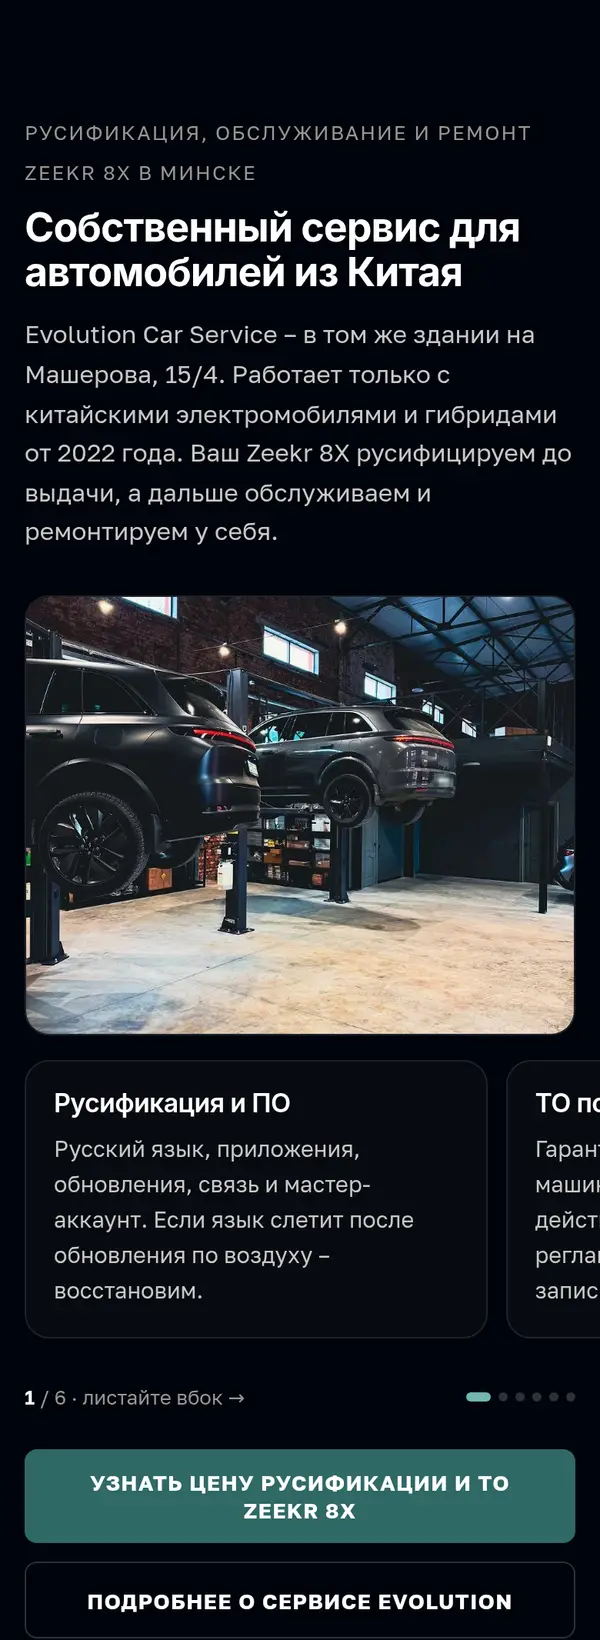 РУСИФИКАЦИЯ, ОБСЛУЖИВАНИЕ И РЕМОНТ
ZEEKR 8X В МИНСКЕ
Собственный сервис для
автомобилей из Китая
Evolution Car Service – в том же здании на
Машерова, 15/4. Работает только с
китайскими электромобилями и гибридами
от 2022 года. Ваш Zeekr 8X русифицируем до
выдачи, а дальше обслуживаем и
ремонтируем у себя.
Русификация и ПО
Русский язык, приложения,
обновления, связь и мастер-
аккаунт. Если язык слетит после
обновления по воздуху –
восстановим.
ТО
1 / 6 · листайте вбок →
УЗНАТЬ ЦЕНУ РУСИФИКАЦИИ И ТО
ZEEKR 8X
ПОДРОБНЕЕ О СЕРВИСЕ EVOLUTION